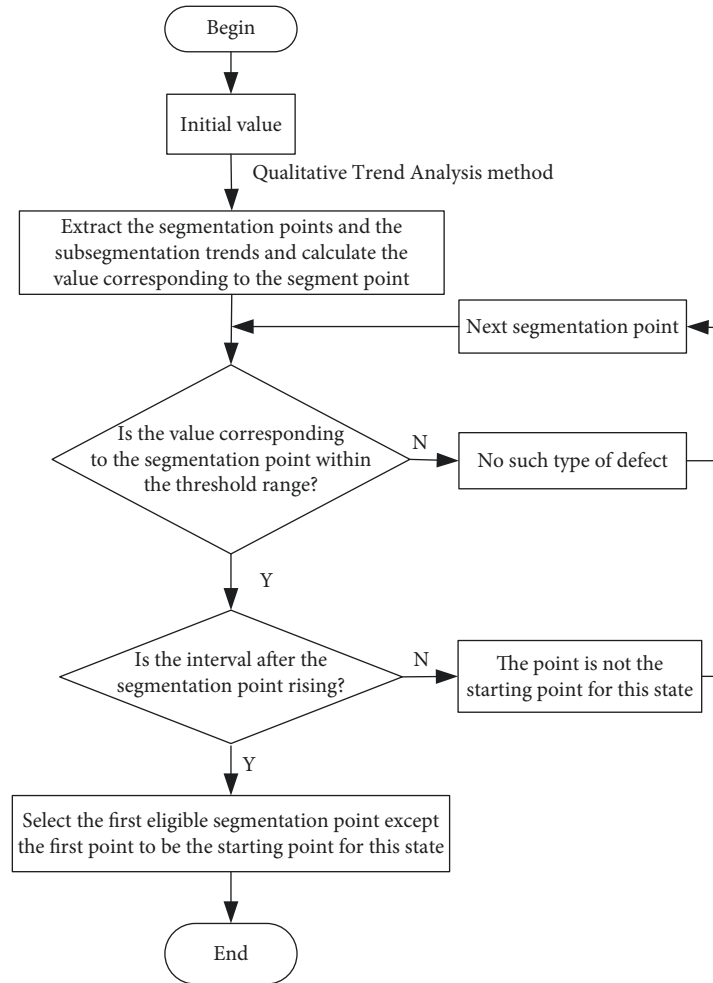 Begin
Initial value
Qualitative Trend Analysis method
Extract the segmentation points and the
subsegmentation trends and calculate the
value corresponding to the segment point
Next segmentation point
Is the value corresponding
to the segmentation point within
the threshold range?
N
No such type of defect
Y
Is the interval after the
segmentation point rising?
N
The point is not the
starting point for this state
Y
Select the first eligible segmentation point except
the first point to be the starting point for this state
End